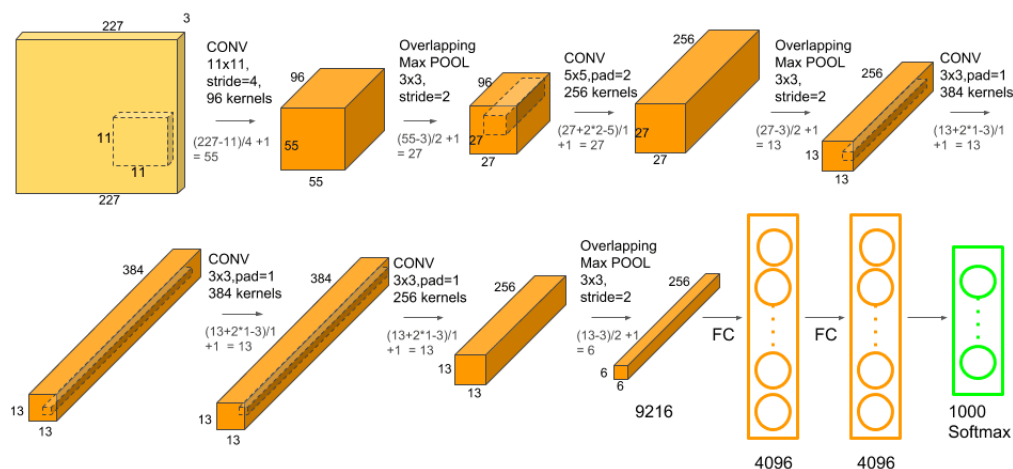 227
3
11
11
227
CONV
11x11,
stride=4,
96 kernels
(227-11)/4 +1
= 55
96
55
55
Overlapping
Max POOL
3x3,
stride=2
(55-3)/2 +1
= 27
96
27
27
CONV
5x5,pad=2
256 kernels
(27+2*2-5)/1
+1 = 27
256
27
27
Overlapping
Max POOL
3x3,
stride=2
(27-3)/2 +1
= 13
256
13
13
CONV
3x3,pad=1
384 kernels
(13+2*1-3)/1
+1 = 13
384
13
13
CONV
3x3,pad=1
384 kernels
(13+2*1-3)/1
+1 = 13
384
13
13
CONV
3x3,pad=1
256 kernels
(13+2*1-3)/1
+1 = 13
256
13
13
Overlapping
Max POOL
3x3,
stride=2
(13-3)/2 +1
= 6
256
6
6
9216
FC
4096
FC
4096
1000
Softmax